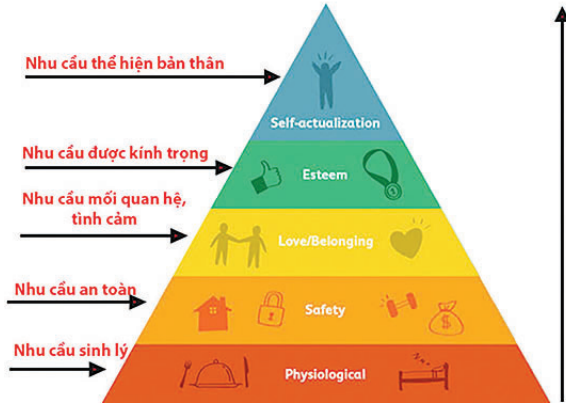 Nhu cầu thể hiện bản thân
Self-actualization
Nhu cầu được kính trọng
Esteem
Nhu cầu mối quan hệ,
tình cảm
Love/Belonging
Nhu cầu an toàn
Safety
$
Nhu cầu sinh lý
Physiological